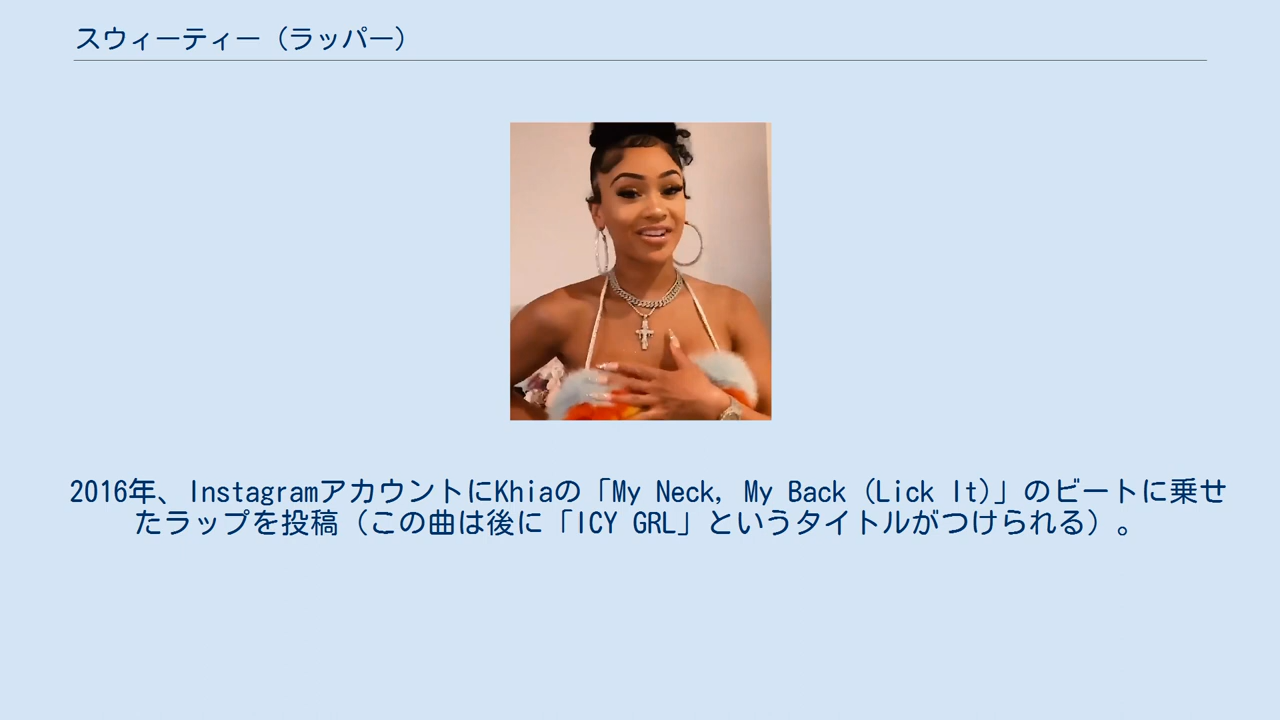 スウィーティー（ラッパー）
2016年、InstagramアカウントにKhiaの「My Neck, My Back (Lick It)」のビートに乗せ
たラップを投稿（この曲は後に「ICY GRL」というタイトルがつけられる）。